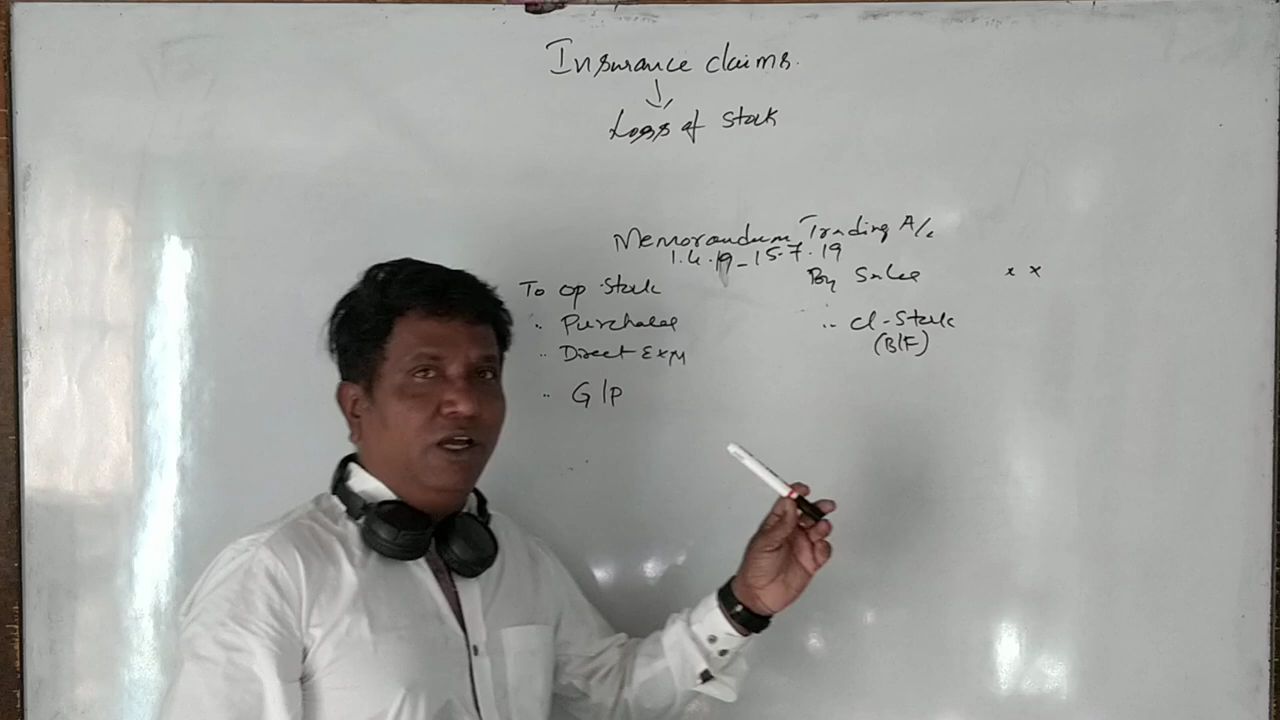 Insurance claims.
Loss of Stock
Memorandum Trading A/c
1.4.19 - 15.7.19
To op Stock
By Sales x x
.. Purchases
.. cl-Stock
(B/F)
.. Direct Exp
.. G/P